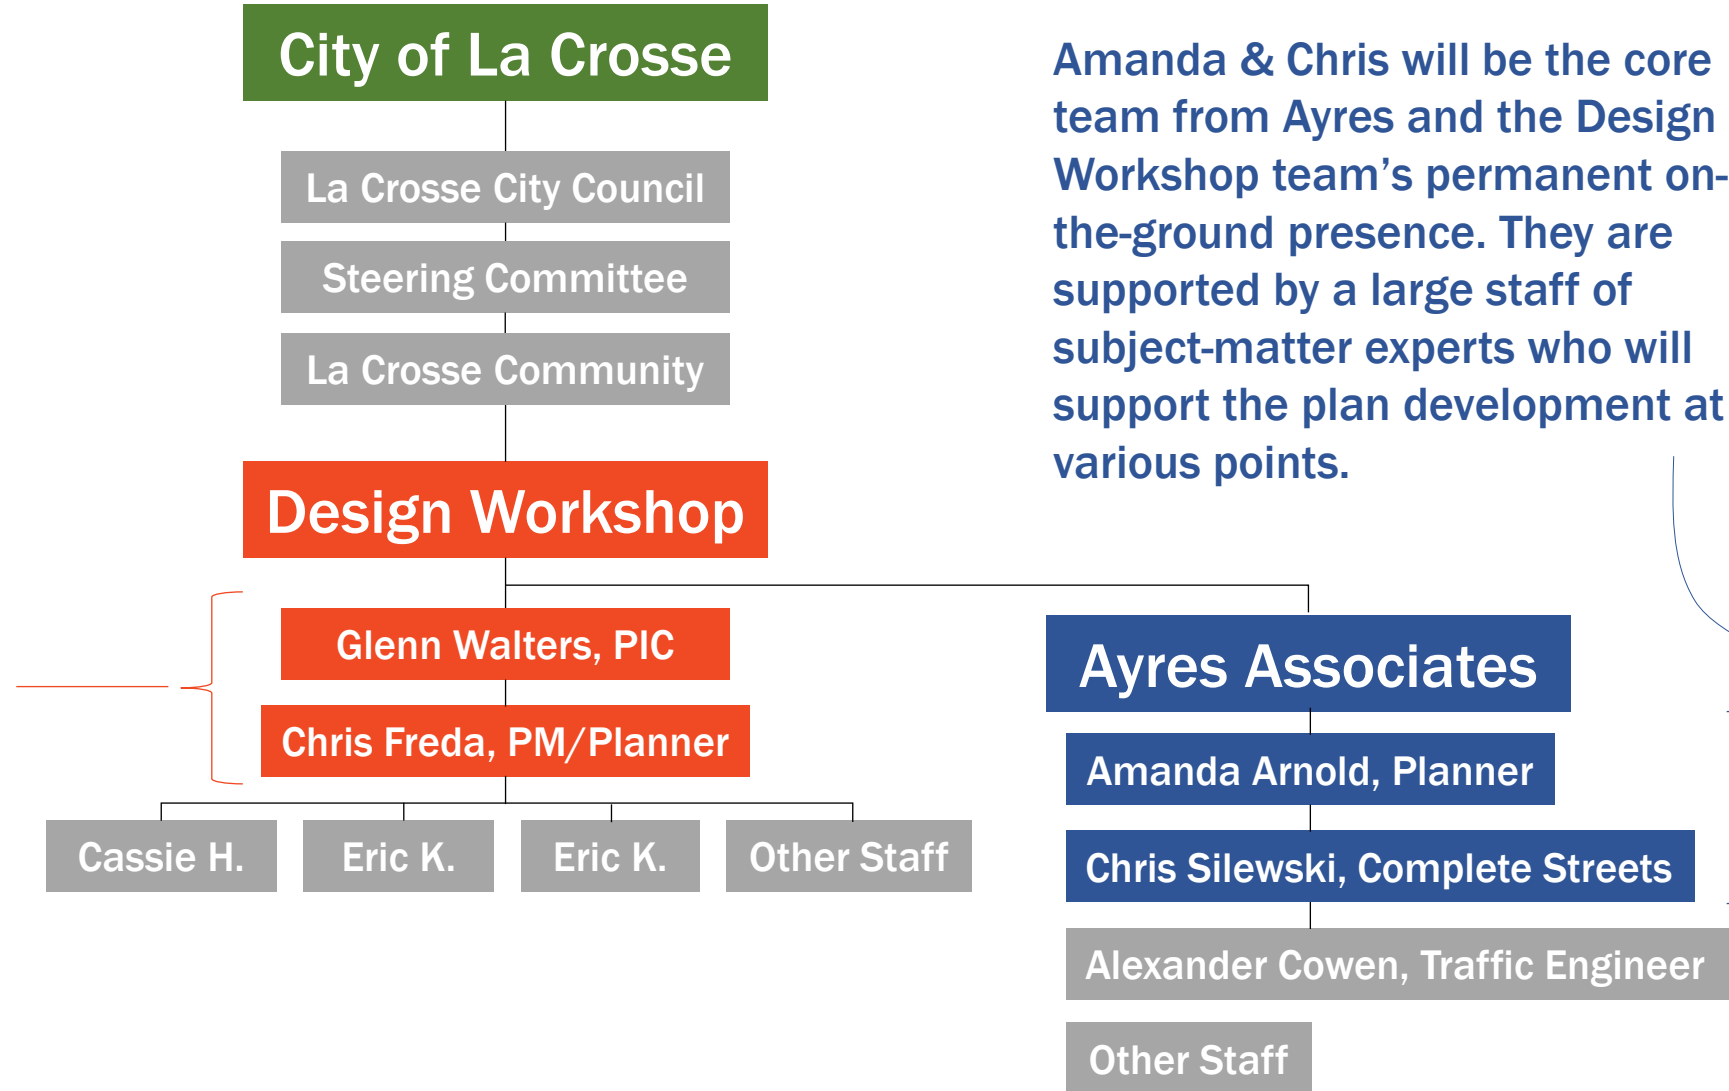 City of La Crosse
La Crosse City Council
Steering Committee
La Crosse Community
Design Workshop
Glenn Walters, PIC
Chris Freda, PM/Planner
Cassie H.
Eric K.
Eric K.
Other Staff
Amanda & Chris will be the core
team from Ayres and the Design
Workshop team’s permanent on-
the-ground presence. They are
supported by a large staff of
subject-matter experts who will
support the plan development at
various points.
Ayres Associates
Amanda Arnold, Planner
Chris Silewski, Complete Streets
Alexander Cowen, Traffic Engineer
Other Staff